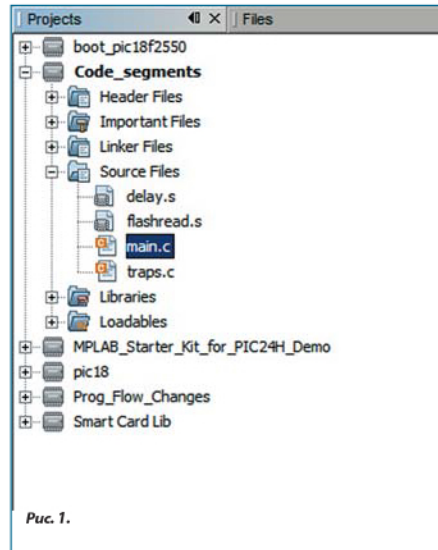 Projects Files
boot_pic18f2550
Code_segments
Header Files
Important Files
Linker Files
Source Files
delay.s
flashread.s
main.c
traps.c
Libraries
Loadables
MPLAB_Starter_Kit_for_PIC24H_Demo
pic18
Prog_Flow_Changes
Smart Card Lib
Рис. 1.